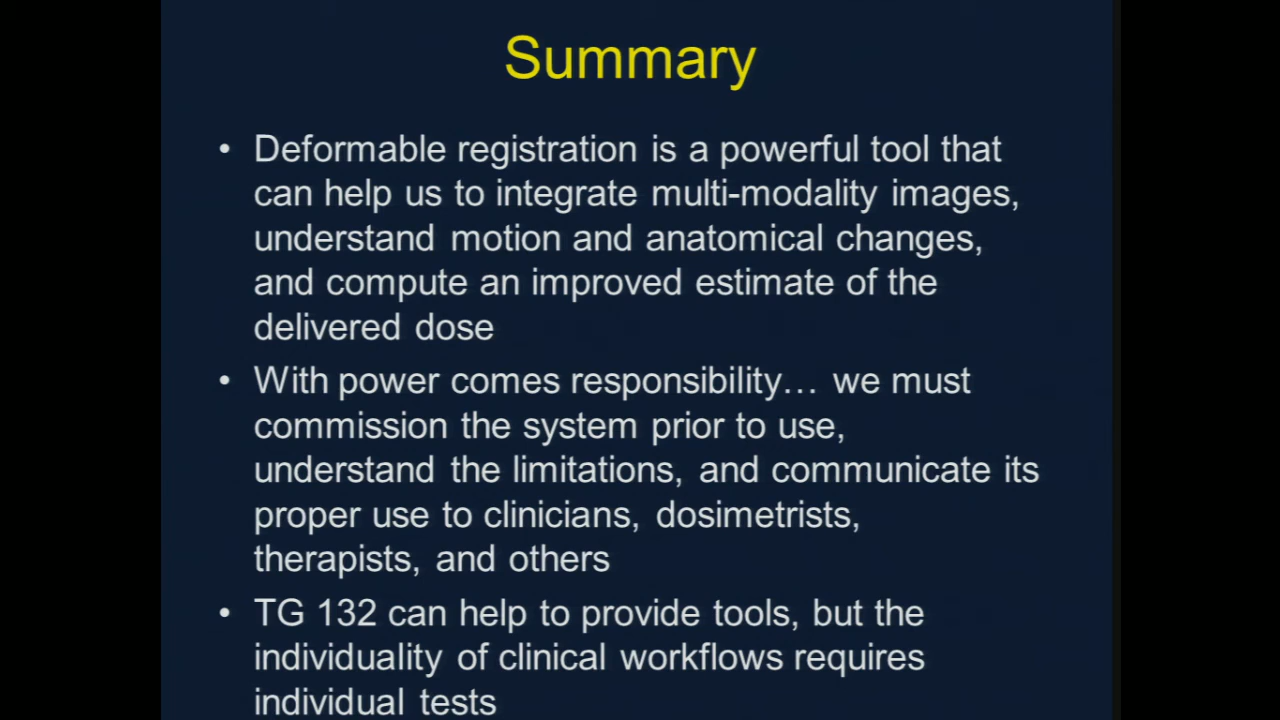 Summary
• Deformable registration is a powerful tool that
can help us to integrate multi-modality images,
understand motion and anatomical changes,
and compute an improved estimate of the
delivered dose
• With power comes responsibility… we must
commission the system prior to use,
understand the limitations, and communicate its
proper use to clinicians, dosimetrists,
therapists, and others
• TG 132 can help to provide tools, but the
individuality of clinical workflows requires
individual tests